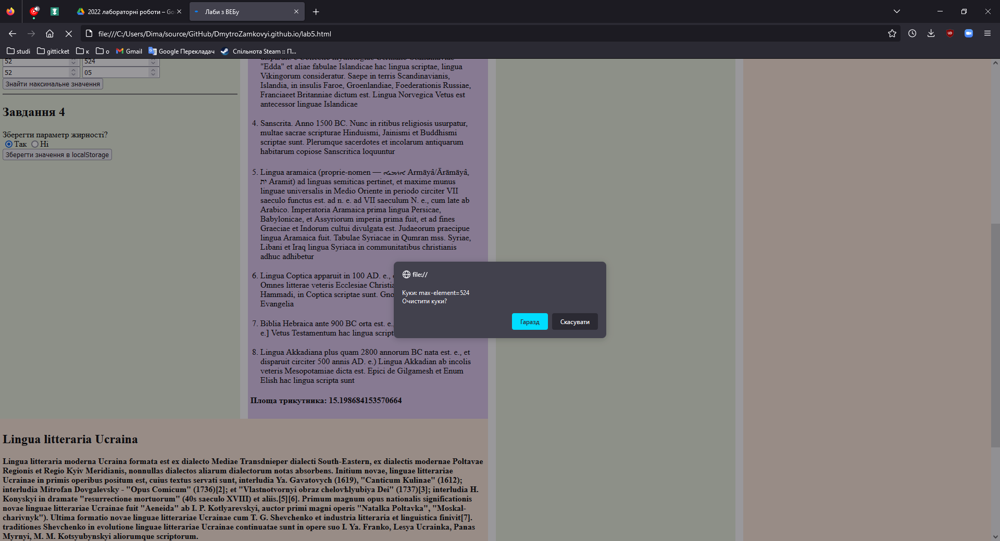 2022 лабораторні роботи – Go
Лаби з ВЕБу
file:///C:/Users/Dima/source/GitHub/DmytroZamkovyi.github.io/lab5.html
studi
gitticket
к
о
Gmail
Google Перекладач
Спільнота Steam :: П...
52
524
52
05
Знайти максимальне значення
Завдання 4
Зберегти параметр жирності?
Так Ні
Зберегти значення в localStorage
"Edda" et aliae fabulae Islandicae hac lingua scriptae, lingua
Vikingorum consideratur. Saepe in terris Scandinavianis,
Islandia, in insulis Faroe, Groenlandiae, Foederationis Russiae,
Franciaeet Britanniae dictum est. Lingua Norvegica Vetus est
antecessor linguae Islandicae
4. Sanscrita. Anno 1500 BC. Nunc in ritibus religiosis usurpatur,
multae sacrae scripturae Hinduismi, Jainismi et Buddhismi
scriptae sunt. Plerumque sacerdotes et incolarum antiquarum
habitarum copiose Sanscritica loquuntur
5. Lingua aramaica (proprie-nomen — ܐܪܡܝܐ Armāyâ/Ārāmāyâ,
ית Aramit) ad linguas semiticas pertinet, et maxime munus
linguae universalis in Medio Oriente in periodo circiter VII
saeculo functus est. ad n. e. ad VII saeculum N. e., cum late ab
Arabico. Imperatoria Aramaica prima lingua Persicae,
Babylonicae, et Assyriorum imperia prima fuit, et ad fines
Graeciae et Indorum cultui divulgata est. Judaeorum praecipue
lingua Aramaica fuit. Tabulae Syriacae in Qumran mss. Syriae,
Libani et Iraq lingua Syriaca in communitatibus christianis
adhuc adhibetur
6. Lingua Coptica apparuit in 100 AD. e.,
Omnes litterae veteris Ecclesiae Christia
Hammadi, in Coptica scriptae sunt. Gno
Evangelia
7. Biblia Hebraica ante 900 BC orta est. e.
e.] Vetus Testamentum hac lingua script
8. Lingua Akkadiana plus quam 2800 annorum BC nata est. e., et
disparuit circiter 500 annis AD. e.) Lingua Akkadian ab incolis
veteris Mesopotamiae dicta est. Epici de Gilgamesh et Enum
Elish hac lingua scripta sunt
Площа трикутника: 15.198684153570664
file://
Куки: max-element=524
Очистити куки?
Гаразд
Скасувати
Lingua litteraria Ucraina
Lingua litteraria moderna Ucraina formata est ex dialecto Mediae Transdnieper dialecti South-Eastern, ex dialectis modernae Poltavae
Regionis et Regio Kyiv Meridianis, nonnullas dialectos aliarum dialectorum notas absorbens. Initium novae, linguae litterariae
Ucrainae in primis operibus positum est, cuius textus servati sunt, interludia Ya. Gavatovych (1619), "Canticum Kulinae" (1612);
interludia Mitrofan Dovgalevsky - "Opus Comicum" (1736)[2]; et "Vlastnotvornyi obraz chelovѣlyubiya Dei" (1737)[3]; interludia H.
Konyskyi in dramate "resurrectione mortuorum" (40s saeculo XVIII) et aliis.[5][6]. Primum magnum opus nationalis significationis
novae linguae litterariae Ucrainae fuit "Aeneida" ab I. P. Kotlyarevskyi, auctor primi magni operis "Natalka Poltavka", "Moskal-
charivnyk"). Ultima formatio novae linguae litterariae Ucrainae cum T. G. Shevchenko et industria litteraria et linguistica finivit[7].
traditiones Shevchenko in evolutione linguae litterariae Ucrainae continuatae sunt in opere suo I. Ya. Franko, Lesya Ucrainka, Panas
Myrnyi, M. M. Kotsyubynskyi aliorumque scriptorum.